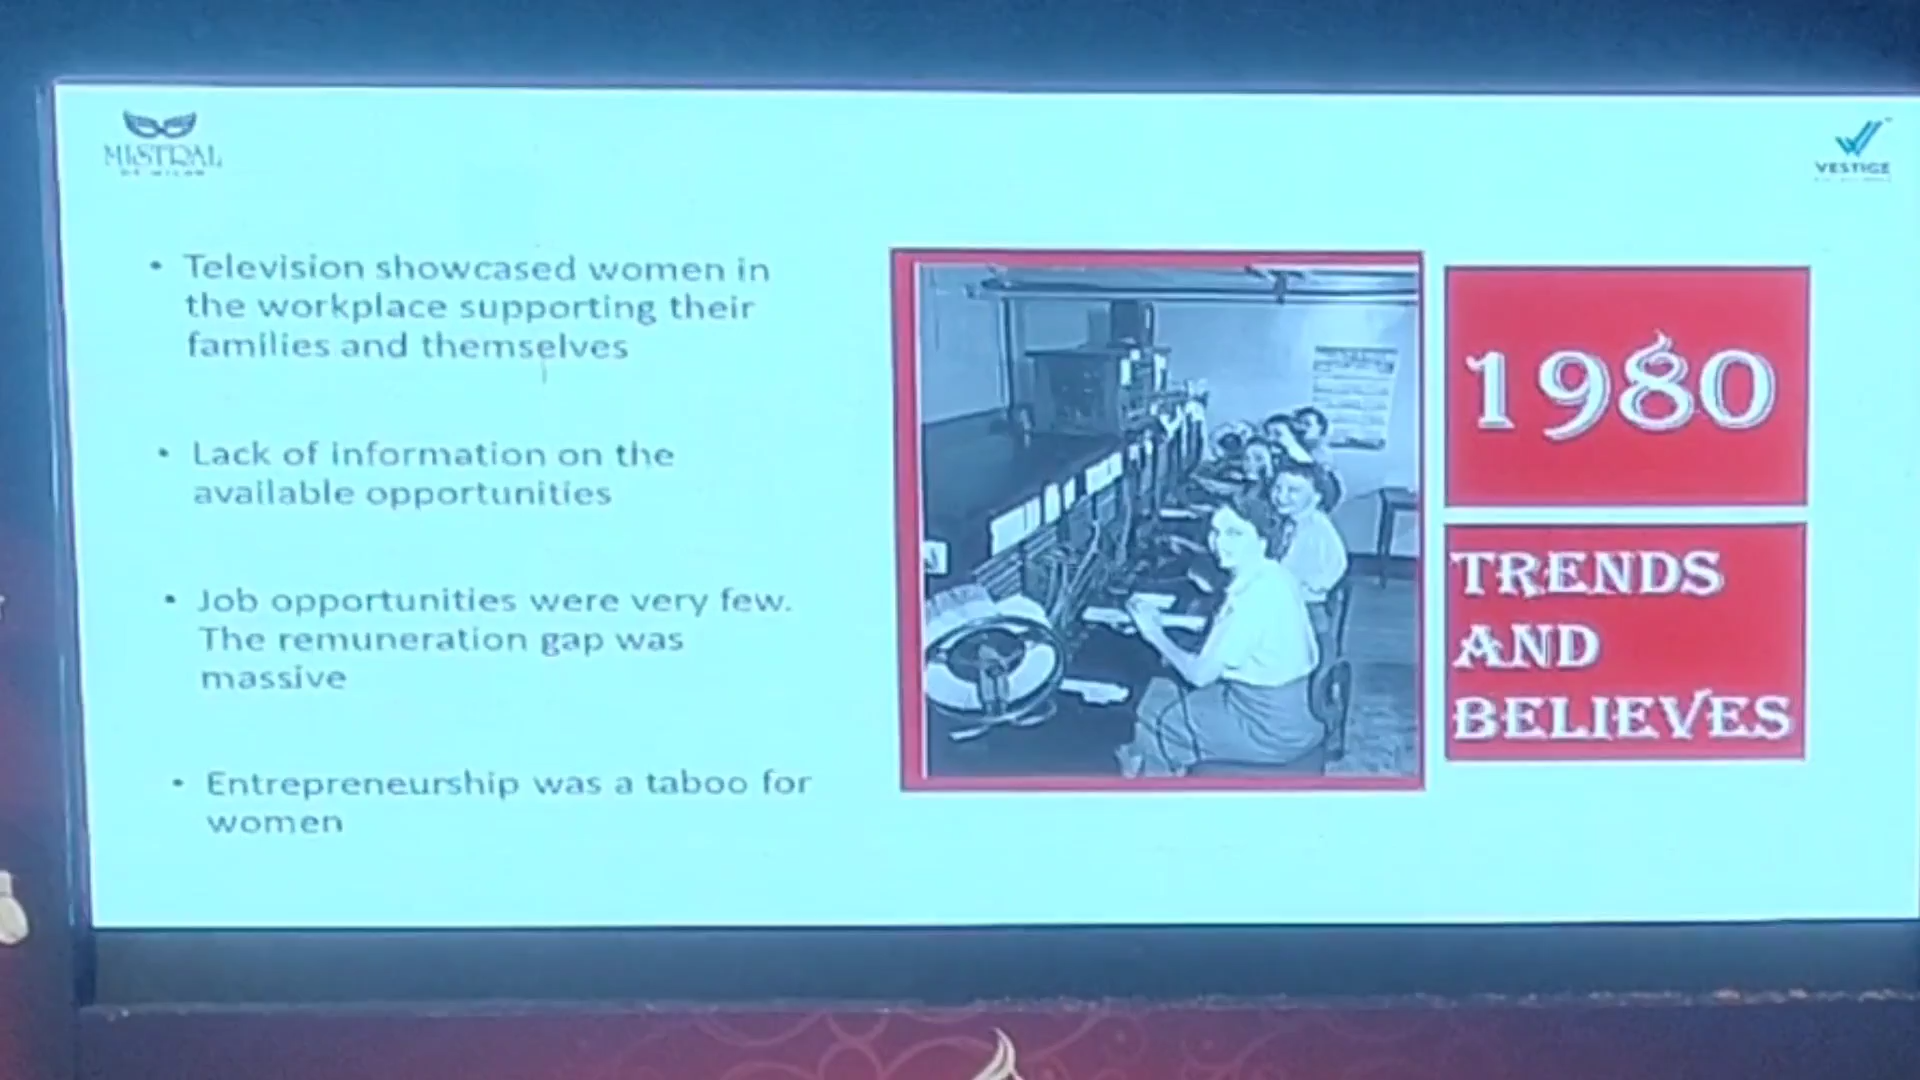 MISTRAL
VESTIGE
• Television showcased women in
the workplace supporting their
families and themselves
• Lack of information on the
available opportunities
• Job opportunities were very few.
The remuneration gap was
massive
• Entrepreneurship was a taboo for
women
1980
TRENDS
AND
BELIEVES